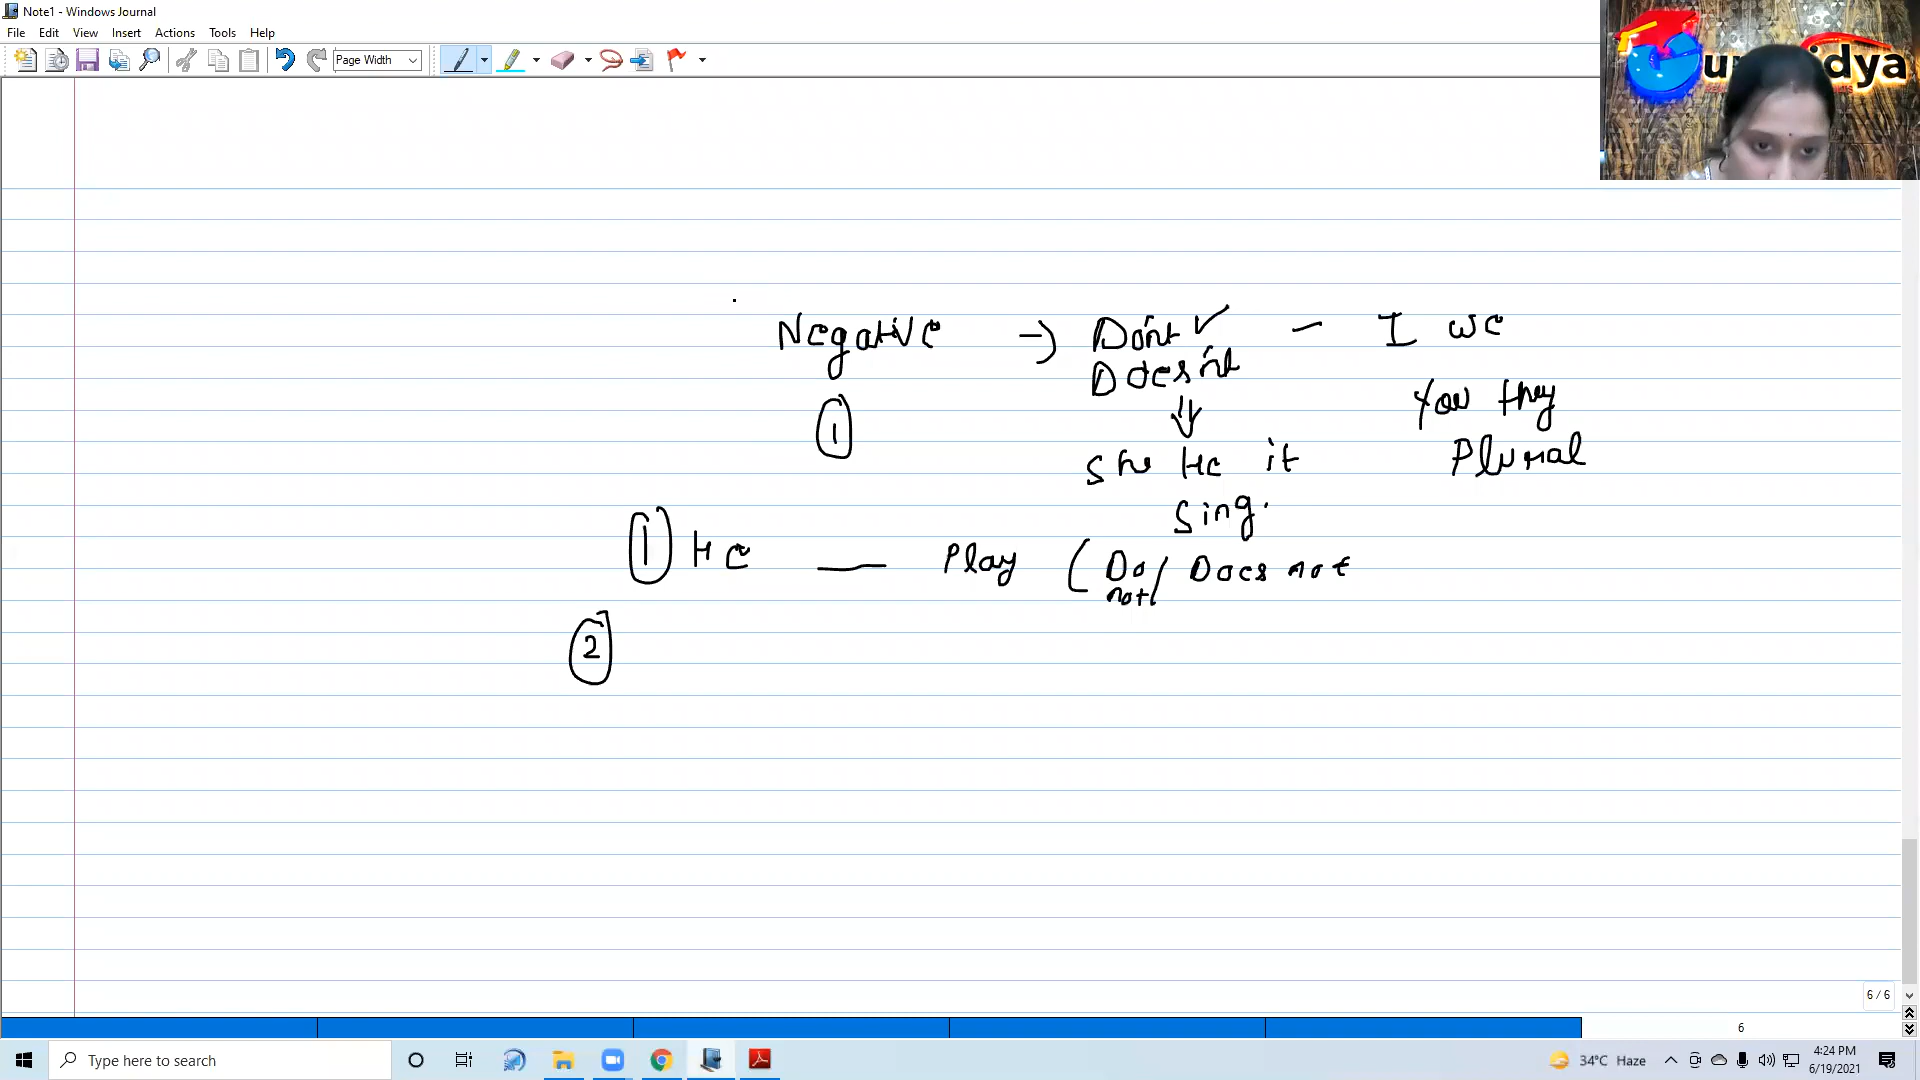 Note1 - Windows Journal
File Edit View Insert Actions Tools Help
Page Width
Negative → Don't ✓ – I we
Doesn't
You they
① 
She He it Plural
Sing.
① He ___ Play (Do not / Does not
②
6 / 6
6
Type here to search
34°C Haze
4:24 PM
6/19/2021